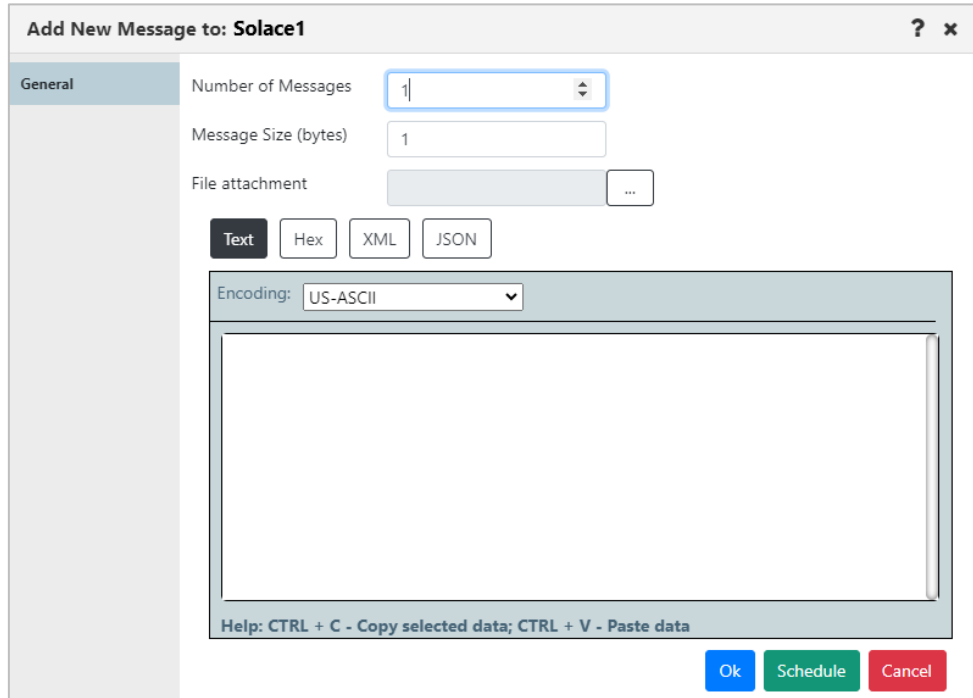 Add New Message to: Solace1 ? ×
General
Number of Messages 1
Message Size (bytes) 1
File attachment ...
Text Hex XML JSON
Encoding: US-ASCII
Help: CTRL + C - Copy selected data; CTRL + V - Paste data
Ok Schedule Cancel